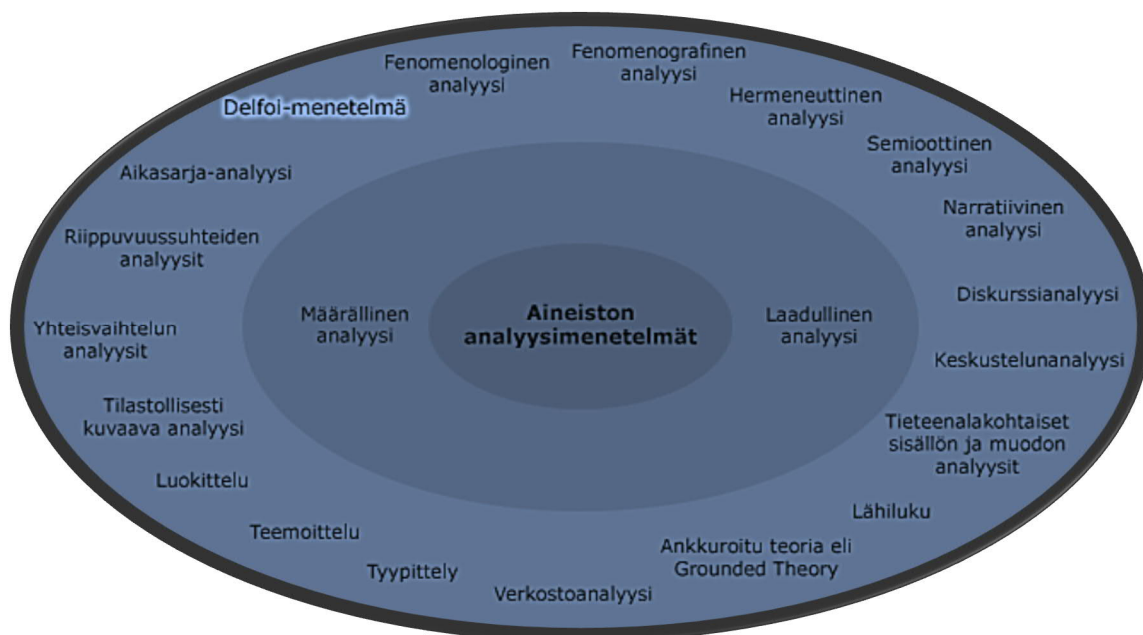 Fenomenologinen
analyysi
Fenomenografinen
analyysi
Hermeneuttinen
analyysi
Semioottinen
analyysi
Narratiivinen
analyysi
Diskurssianalyysi
Keskustelunanalyysi
Tieteenalakohtaiset
sisällön ja muodon
analyysit
Lähiluku
Ankkuroitu teoria eli
Grounded Theory
Verkostoanalyysi
Tyypittely
Teemoittelu
Luokittelu
Tilastollisesti
kuvaava analyysi
Yhteisvaihtelun
analyysit
Riippuvuussuhteiden
analyysit
Aikasarja-analyysi
Delfoi-menetelmä
Määrällinen
analyysi
Aineiston
analyysimenetelmät
Laadullinen
analyysi